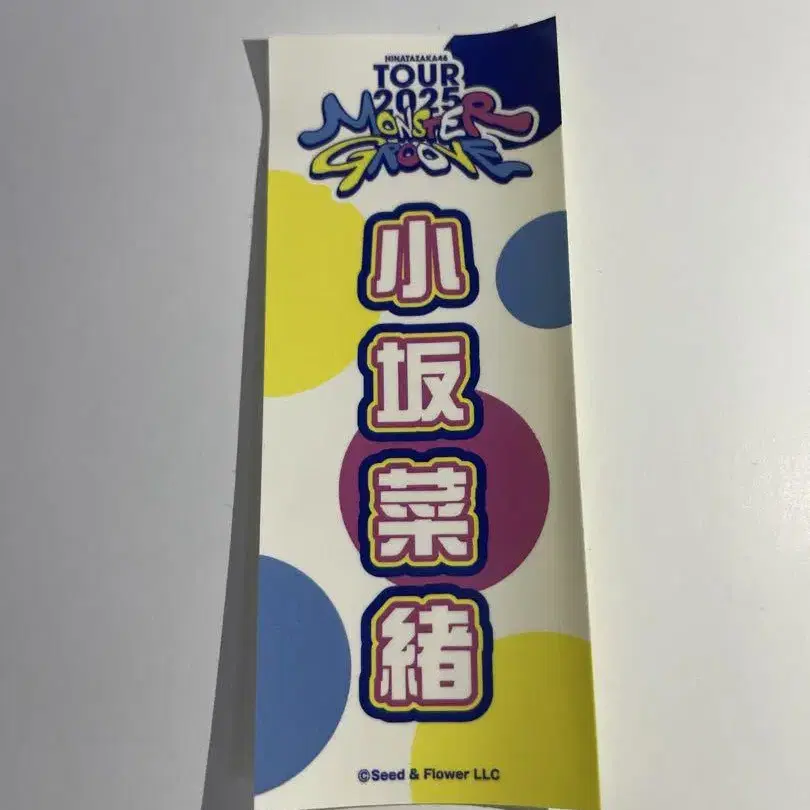 HINATAZAKA46
TOUR
2025
MONSTER
GROOVE
小坂菜緒
©Seed & Flower LLC